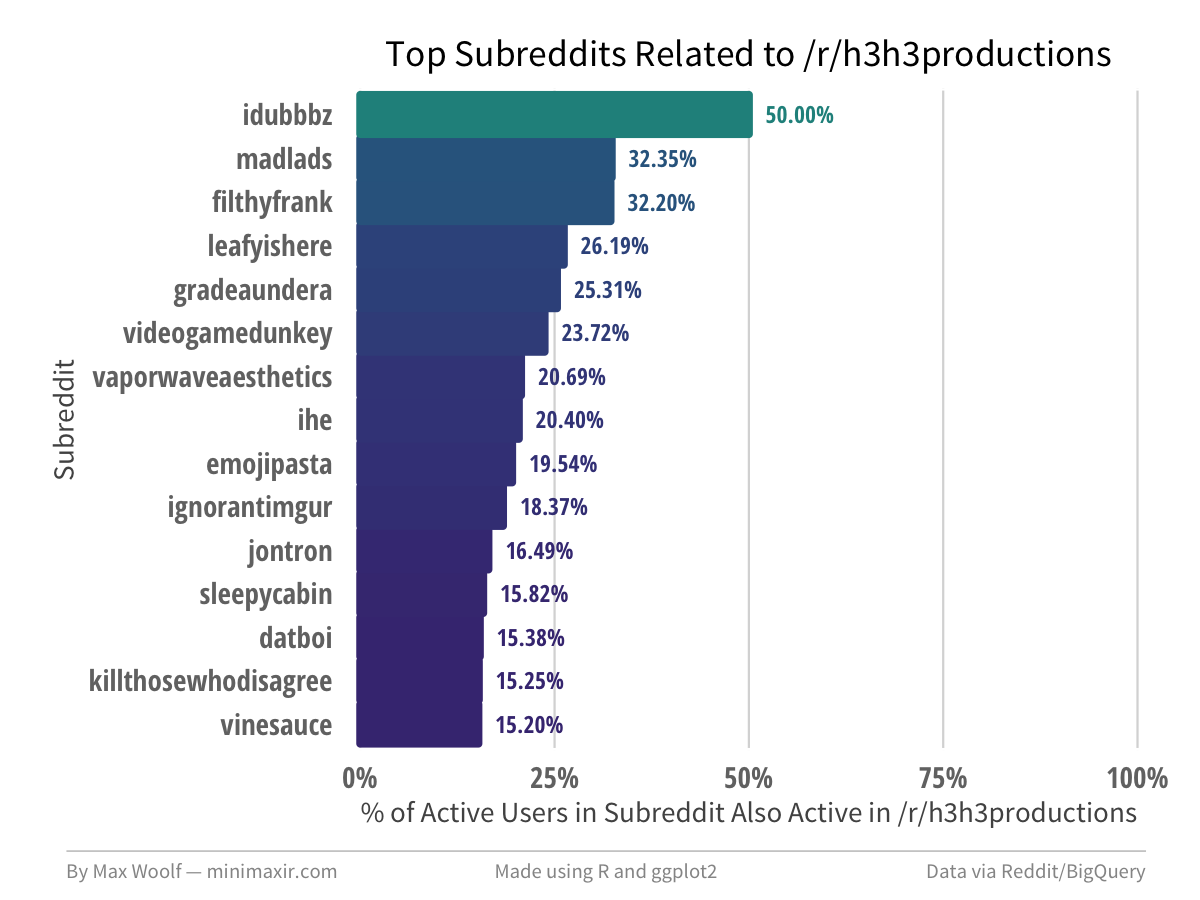 Top Subreddits Related to /r/h3h3productions
Subreddit
idubbbz 50.00%
madlads 32.35%
filthyfrank 32.20%
leafyishere 26.19%
gradeaundera 25.31%
videogamedunkey 23.72%
vaporwaveaesthetics 20.69%
ihe 20.40%
emojipasta 19.54%
ignorantimgur 18.37%
jontron 16.49%
sleepycabin 15.82%
datboi 15.38%
killthosewhodisagree 15.25%
vinesauce 15.20%
0% 25% 50% 75% 100%
% of Active Users in Subreddit Also Active in /r/h3h3productions
By Max Woolf — minimaxir.com Made using R and ggplot2 Data via Reddit/BigQuery